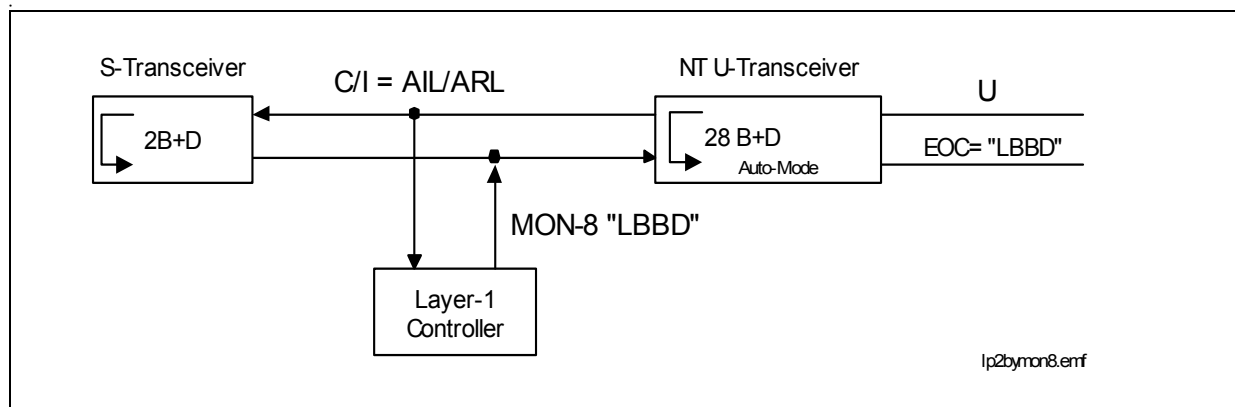 S-Transceiver
C/I = AIL/ARL
NT U-Transceiver
U
2B+D
28 B+D
Auto-Mode
EOC= "LBBD"
MON-8 "LBBD"
Layer-1
Controller
lp2bymon8.emf